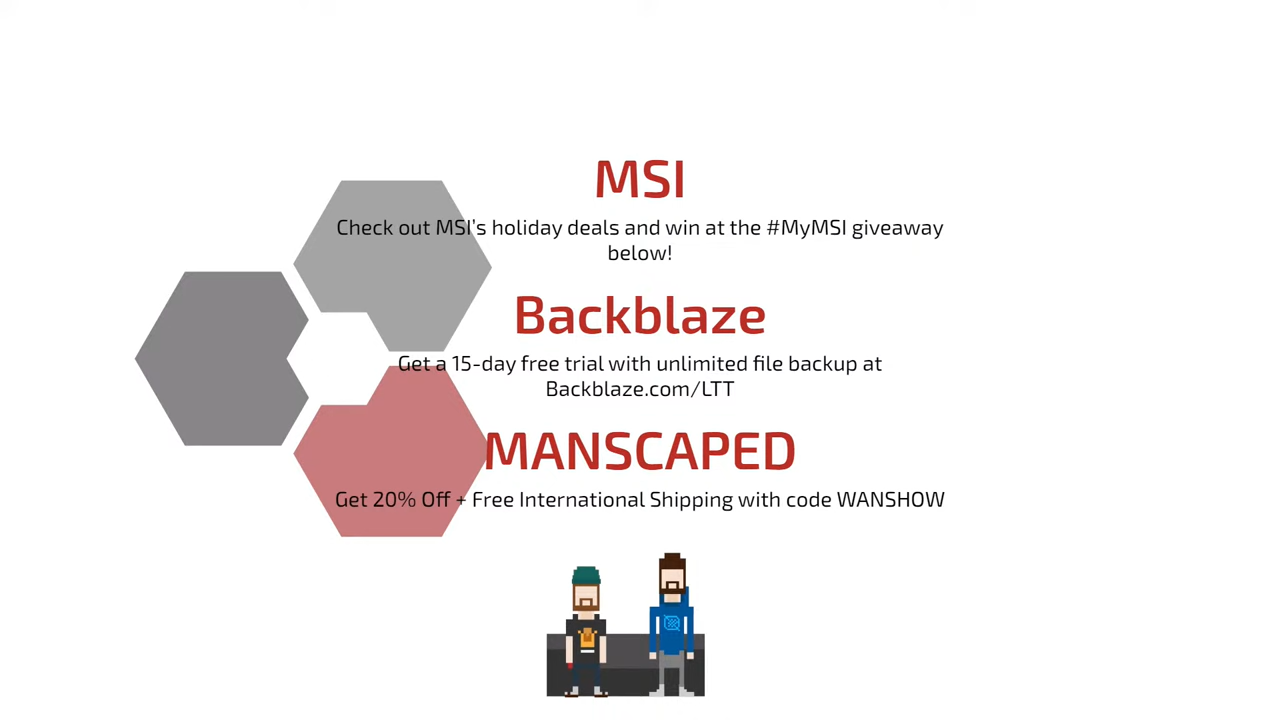 MSI
Check out MSI's holiday deals and win at the #MyMSI giveaway
below!
Backblaze
Get a 15-day free trial with unlimited file backup at
Backblaze.com/LTT
MANSCAPED
Get 20% Off + Free International Shipping with code WANSHOW